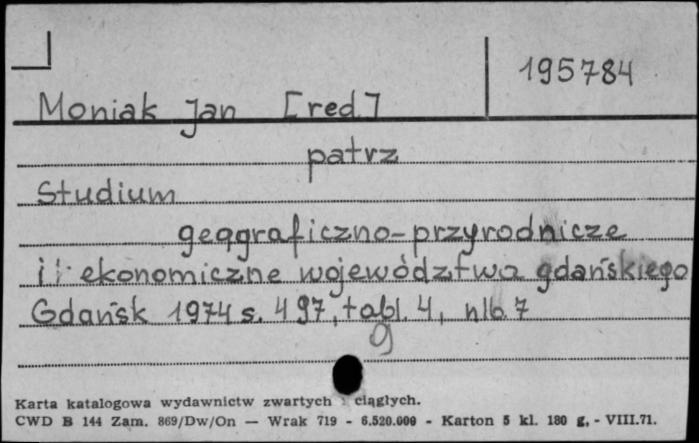 195784
Moniak Jan [red.]
patrz
Studium
geograficzno-przyrodnicze
i ekonomiczne województwa gdańskiego
Gdańsk 1974 s. 497, tabl. 4, nlb. 7
g
Karta katalogowa wydawnictw zwartych i ciągłych.
CWD B 144 Zam. 869/Dw/On — Wrak 719 - 6.520.000 - Karton 5 kl. 180 g. - VIII.71.